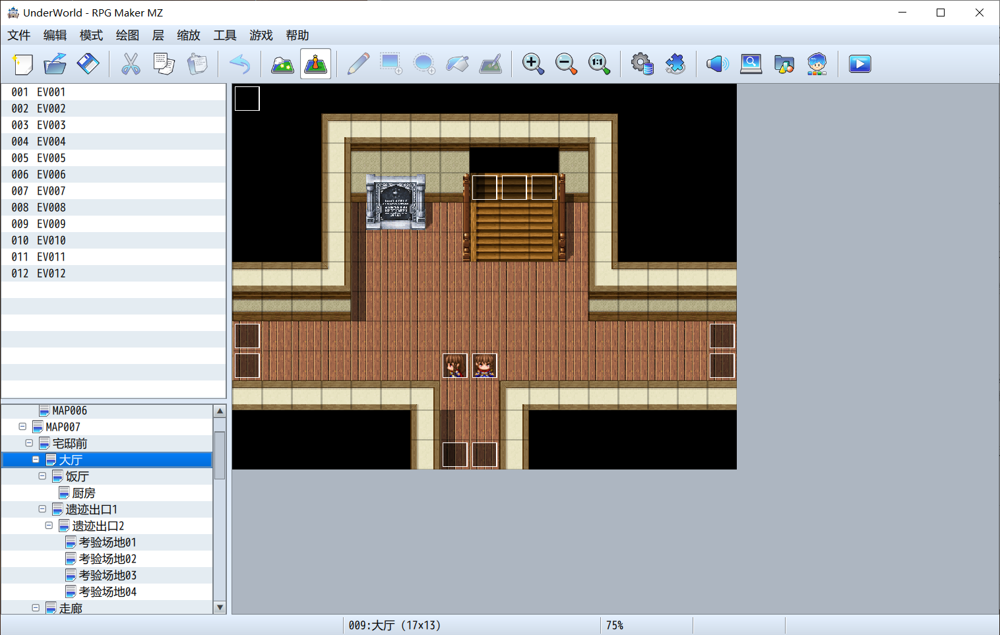 UnderWorld - RPG Maker MZ
文件 编辑 模式 绘图 层 缩放 工具 游戏 帮助
1:1
001 EV001
002 EV002
003 EV003
004 EV004
005 EV005
006 EV006
007 EV007
008 EV008
009 EV009
010 EV010
011 EV011
012 EV012
MAP006
MAP007
宅邸前
大厅
饭厅
厨房
遗迹出口1
遗迹出口2
考验场地01
考验场地02
考验场地03
考验场地04
走廊
009:大厅 (17×13)
75%